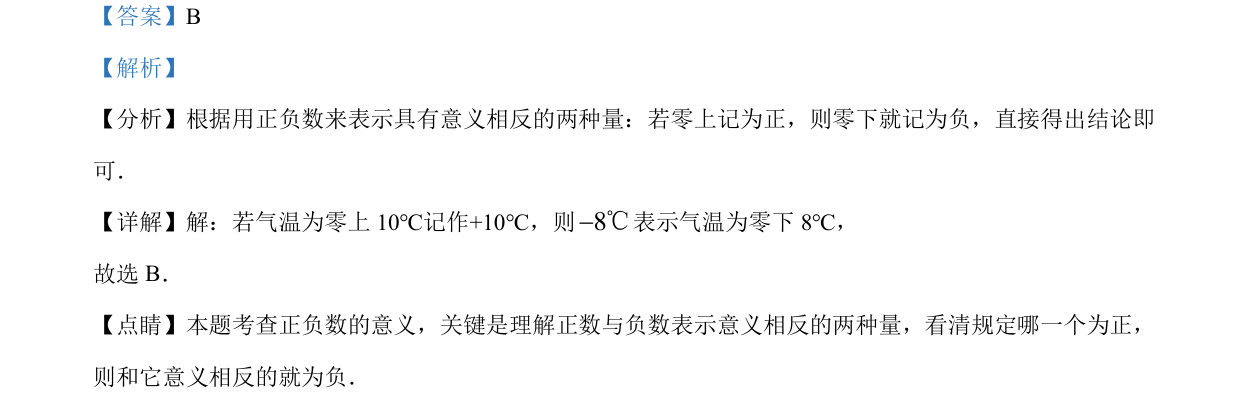 【答案】B
【解析】
【分析】根据用正负数来表示具有意义相反的两种量：若零上记为正，则零下就记为负，直接得出结论即
可．
【详解】解：若气温为零上 10℃记作+10℃，则 −8℃ 表示气温为零下 8℃，
故选 B．
【点睛】本题考查正负数的意义，关键是理解正数与负数表示意义相反的两种量，看清规定哪一个为正，
则和它意义相反的就为负．